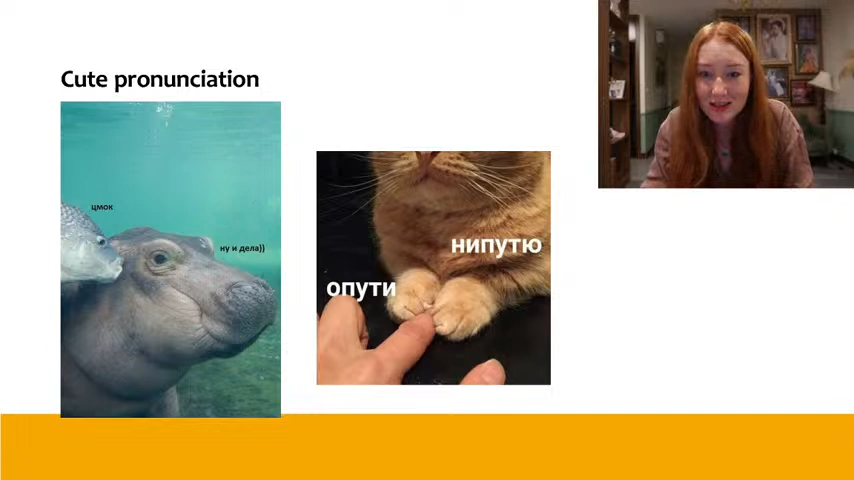 Cute pronunciation
цмок
ну и дела))
нипутю
опути